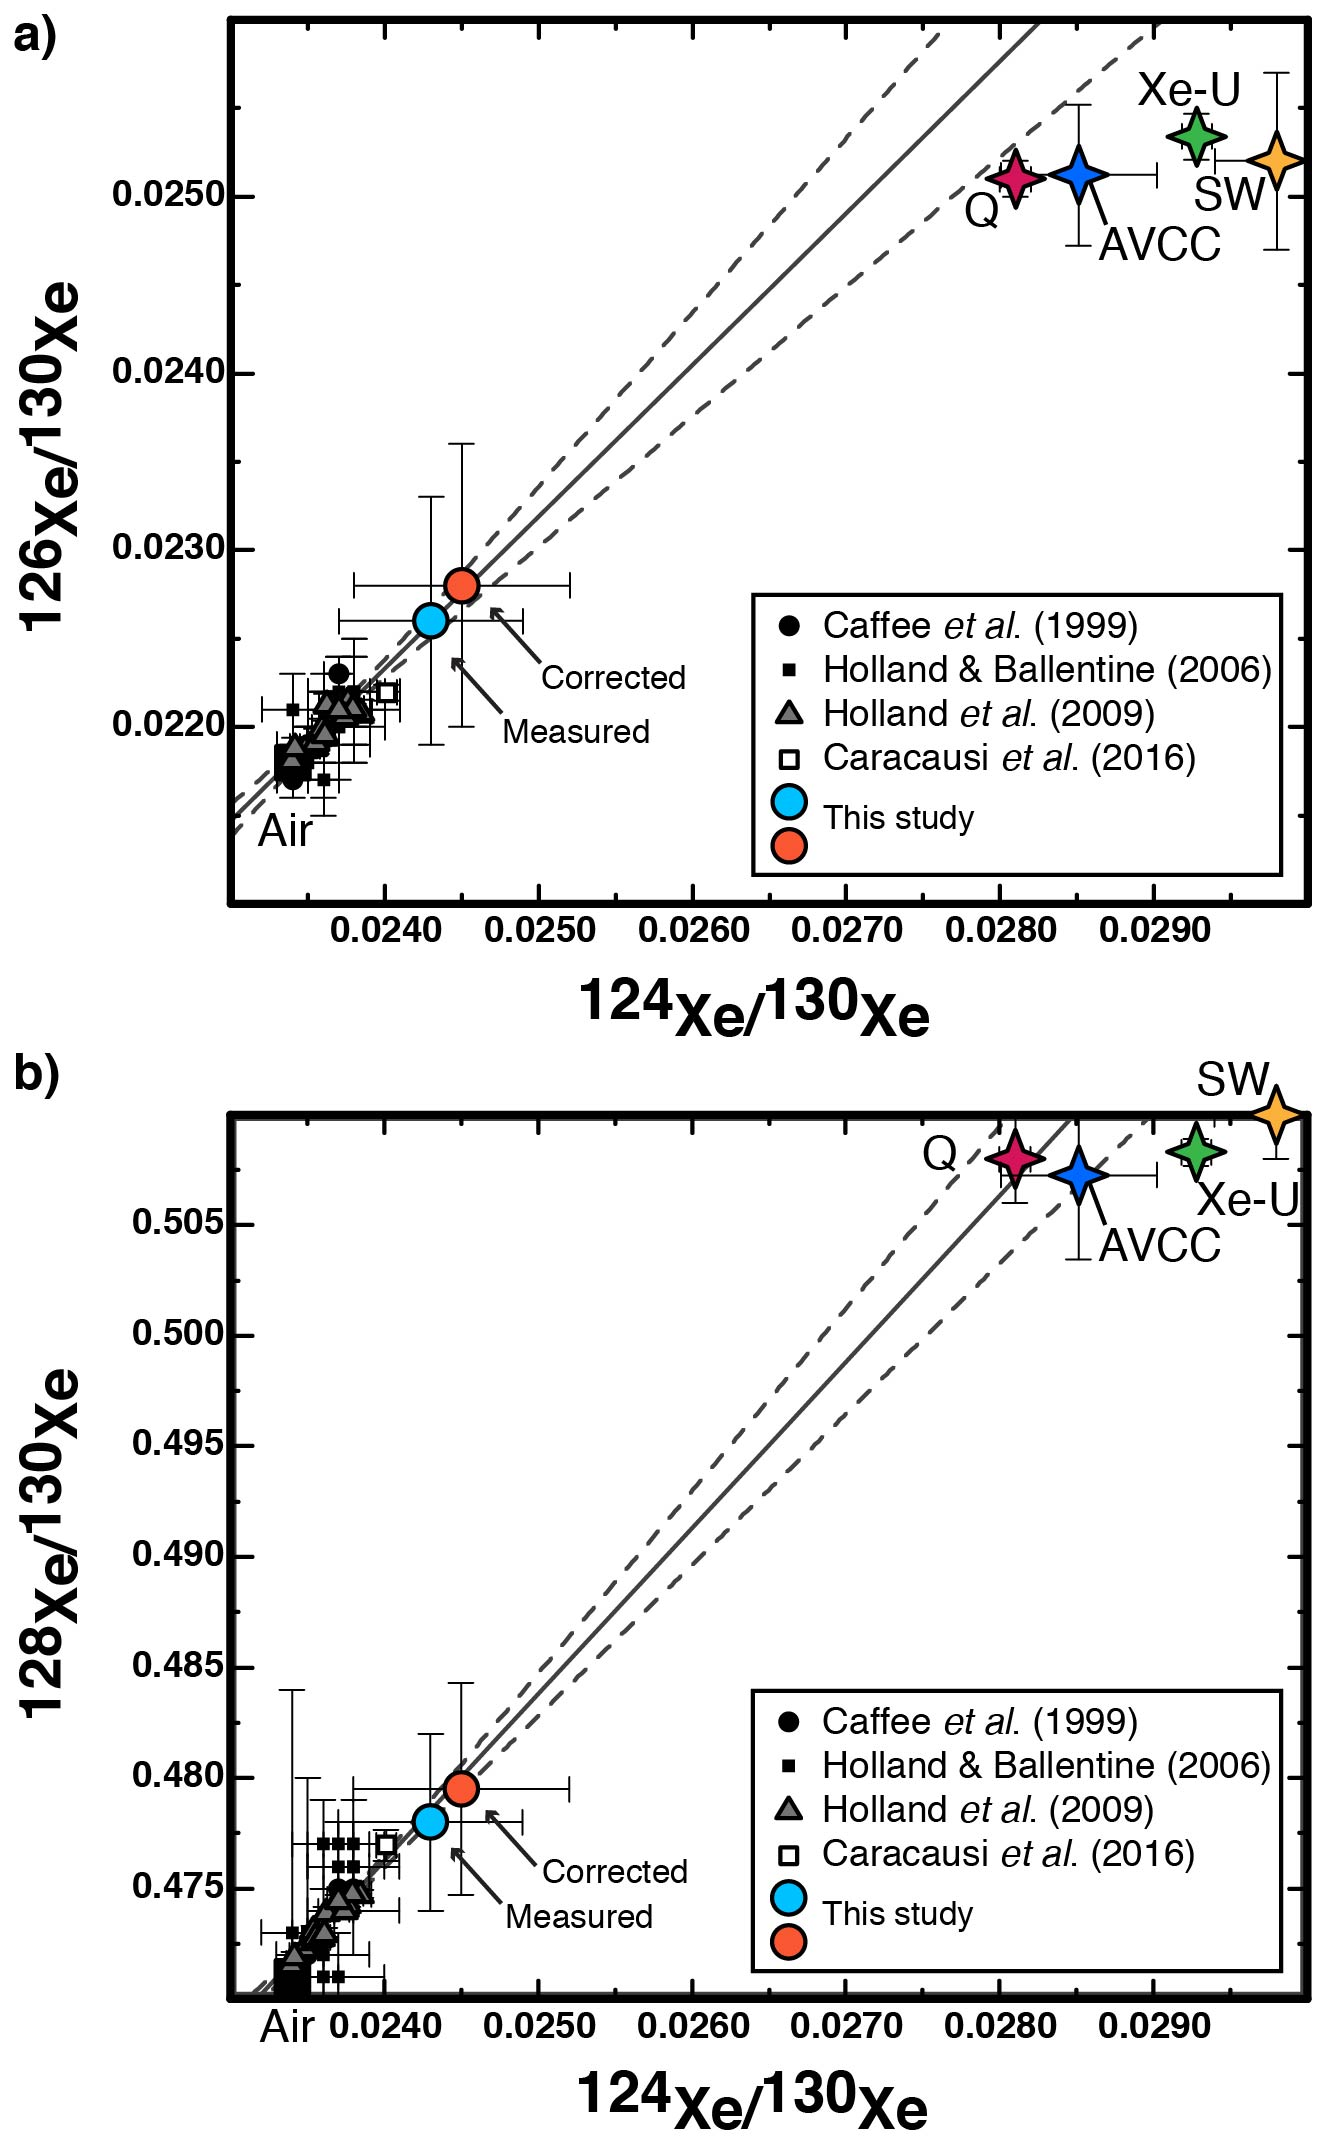 a)
Xe-U
SW
Q
AVCC
0.0250
0.0240
0.0230
0.0220
126Xe/130Xe
Corrected
Measured
Air
Caffee et al. (1999)
Holland & Ballentine (2006)
Holland et al. (2009)
Caracausi et al. (2016)
This study
0.0240 0.0250 0.0260 0.0270 0.0280 0.0290
124Xe/130Xe
b)
SW
Q
Xe-U
AVCC
0.505
0.500
0.495
0.490
0.485
0.480
0.475
128Xe/130Xe
Corrected
Measured
Caffee et al. (1999)
Holland & Ballentine (2006)
Holland et al. (2009)
Caracausi et al. (2016)
This study
Air 0.0240 0.0250 0.0260 0.0270 0.0280 0.0290
124Xe/130Xe